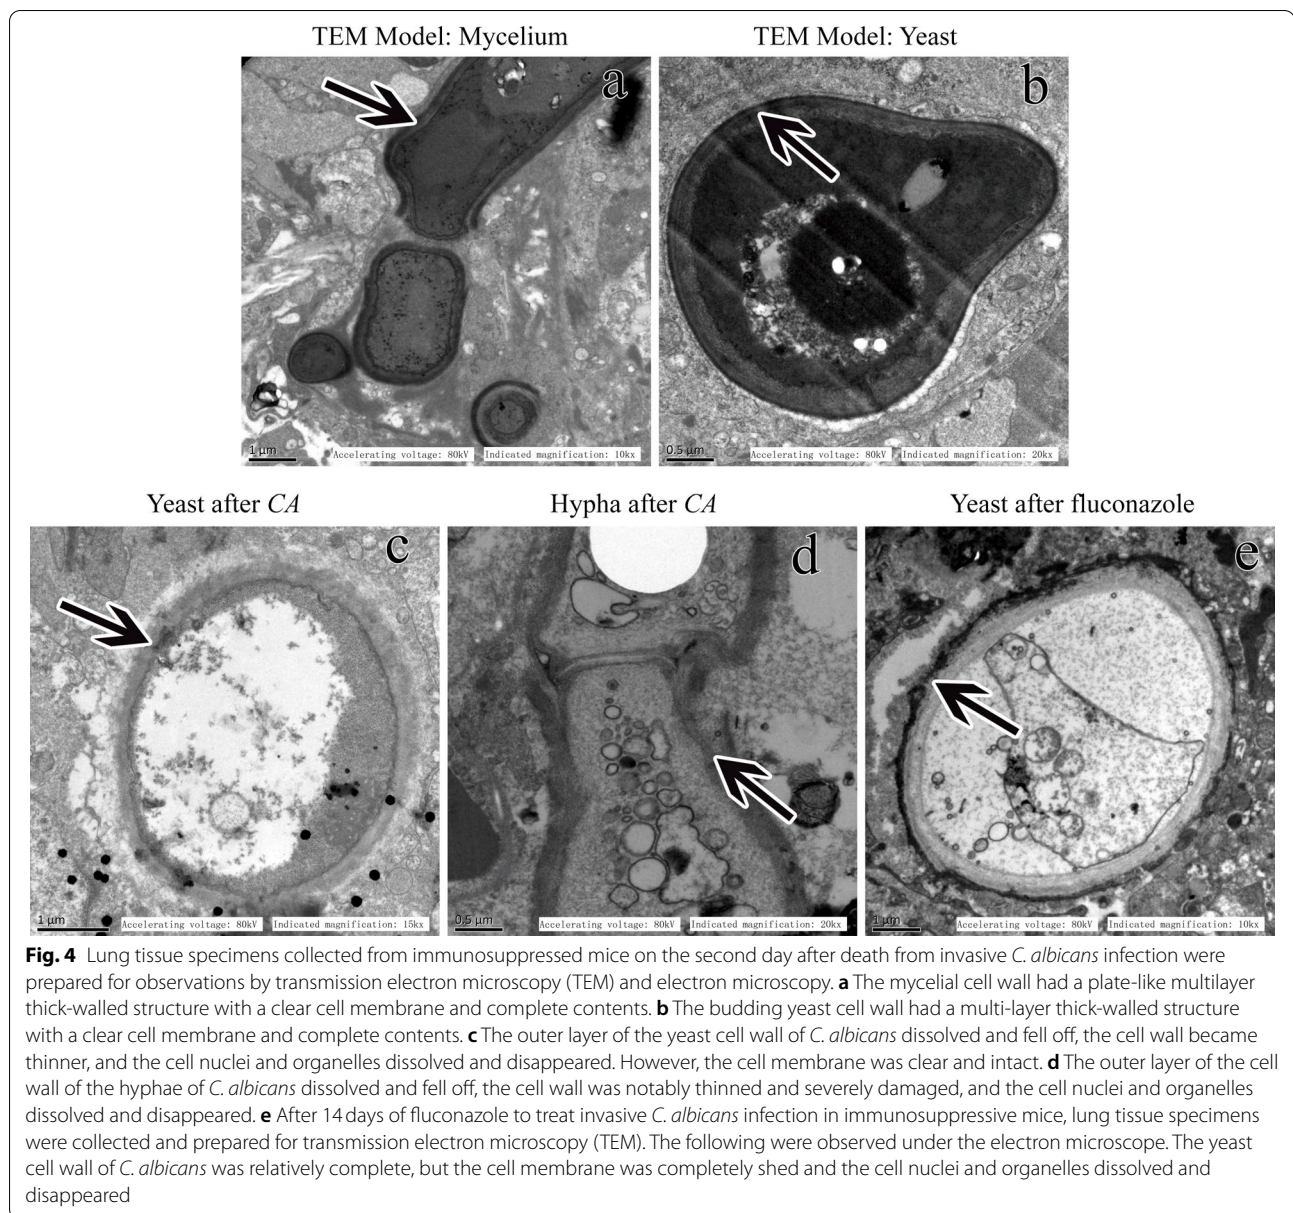 TEM Model: Mycelium
TEM Model: Yeast
a
b
1 µm
Accelerating voltage: 80kV
Indicated magnification: 10kx
0.5 µm
Accelerating voltage: 80kV
Indicated magnification: 20kx
Yeast after CA
Hypha after CA
Yeast after fluconazole
c
d
e
1 µm
Accelerating voltage: 80kV
Indicated magnification: 15kx
0.5 µm
Accelerating voltage: 80kV
Indicated magnification: 20kx
1 µm
Accelerating voltage: 80kV
Indicated magnification: 10kx
Fig. 4 Lung tissue specimens collected from immunosuppressed mice on the second day after death from invasive C. albicans infection were
prepared for observations by transmission electron microscopy (TEM) and electron microscopy. a The mycelial cell wall had a plate-like multilayer
thick-walled structure with a clear cell membrane and complete contents. b The budding yeast cell wall had a multi-layer thick-walled structure
with a clear cell membrane and complete contents. c The outer layer of the yeast cell wall of C. albicans dissolved and fell off, the cell wall became
thinner, and the cell nuclei and organelles dissolved and disappeared. However, the cell membrane was clear and intact. d The outer layer of the cell
wall of the hyphae of C. albicans dissolved and fell off, the cell wall was notably thinned and severely damaged, and the cell nuclei and organelles
dissolved and disappeared. e After 14 days of fluconazole to treat invasive C. albicans infection in immunosuppressive mice, lung tissue specimens
were collected and prepared for transmission electron microscopy (TEM). The following were observed under the electron microscope. The yeast
cell wall of C. albicans was relatively complete, but the cell membrane was completely shed and the cell nuclei and organelles dissolved and
disappeared